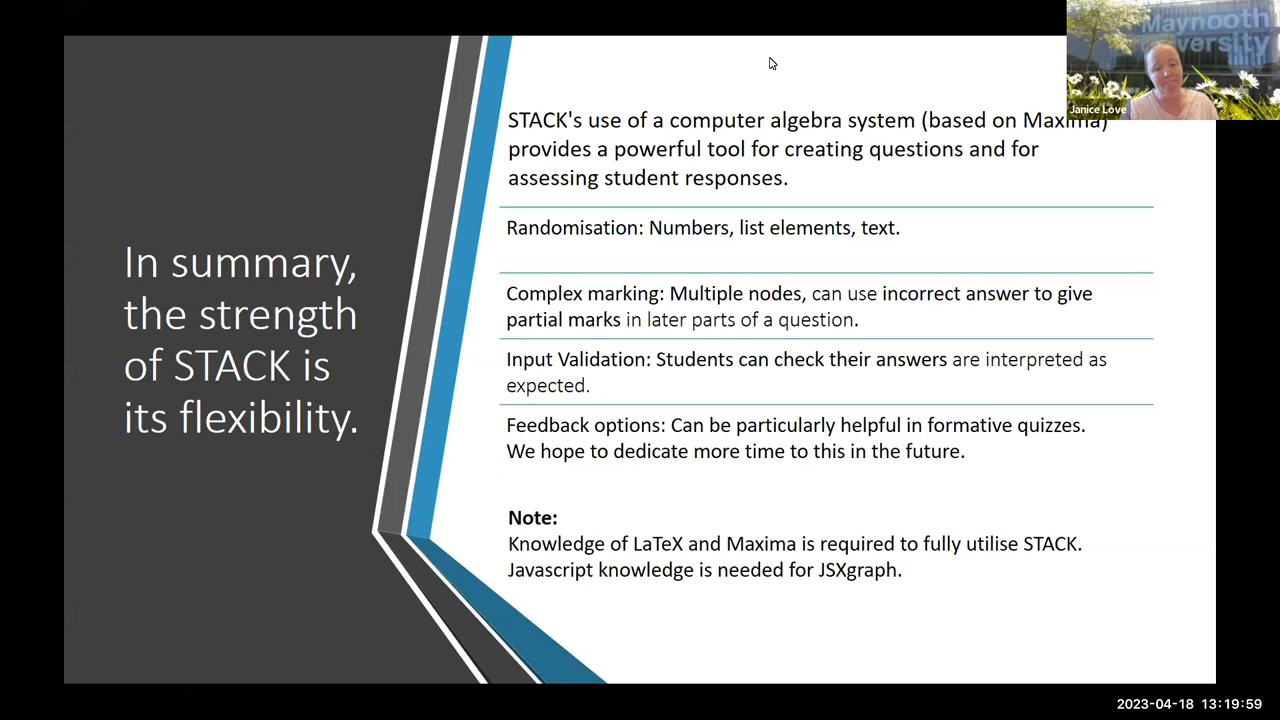 Maynooth
University
Janice Love
In summary,
the strength
of STACK is
its flexibility.
STACK's use of a computer algebra system (based on Maxima)
provides a powerful tool for creating questions and for
assessing student responses.
Randomisation: Numbers, list elements, text.
Complex marking: Multiple nodes, can use incorrect answer to give
partial marks in later parts of a question.
Input Validation: Students can check their answers are interpreted as
expected.
Feedback options: Can be particularly helpful in formative quizzes.
We hope to dedicate more time to this in the future.
Note:
Knowledge of LaTeX and Maxima is required to fully utilise STACK.
Javascript knowledge is needed for JSXgraph.
2023-04-18 13:19:59